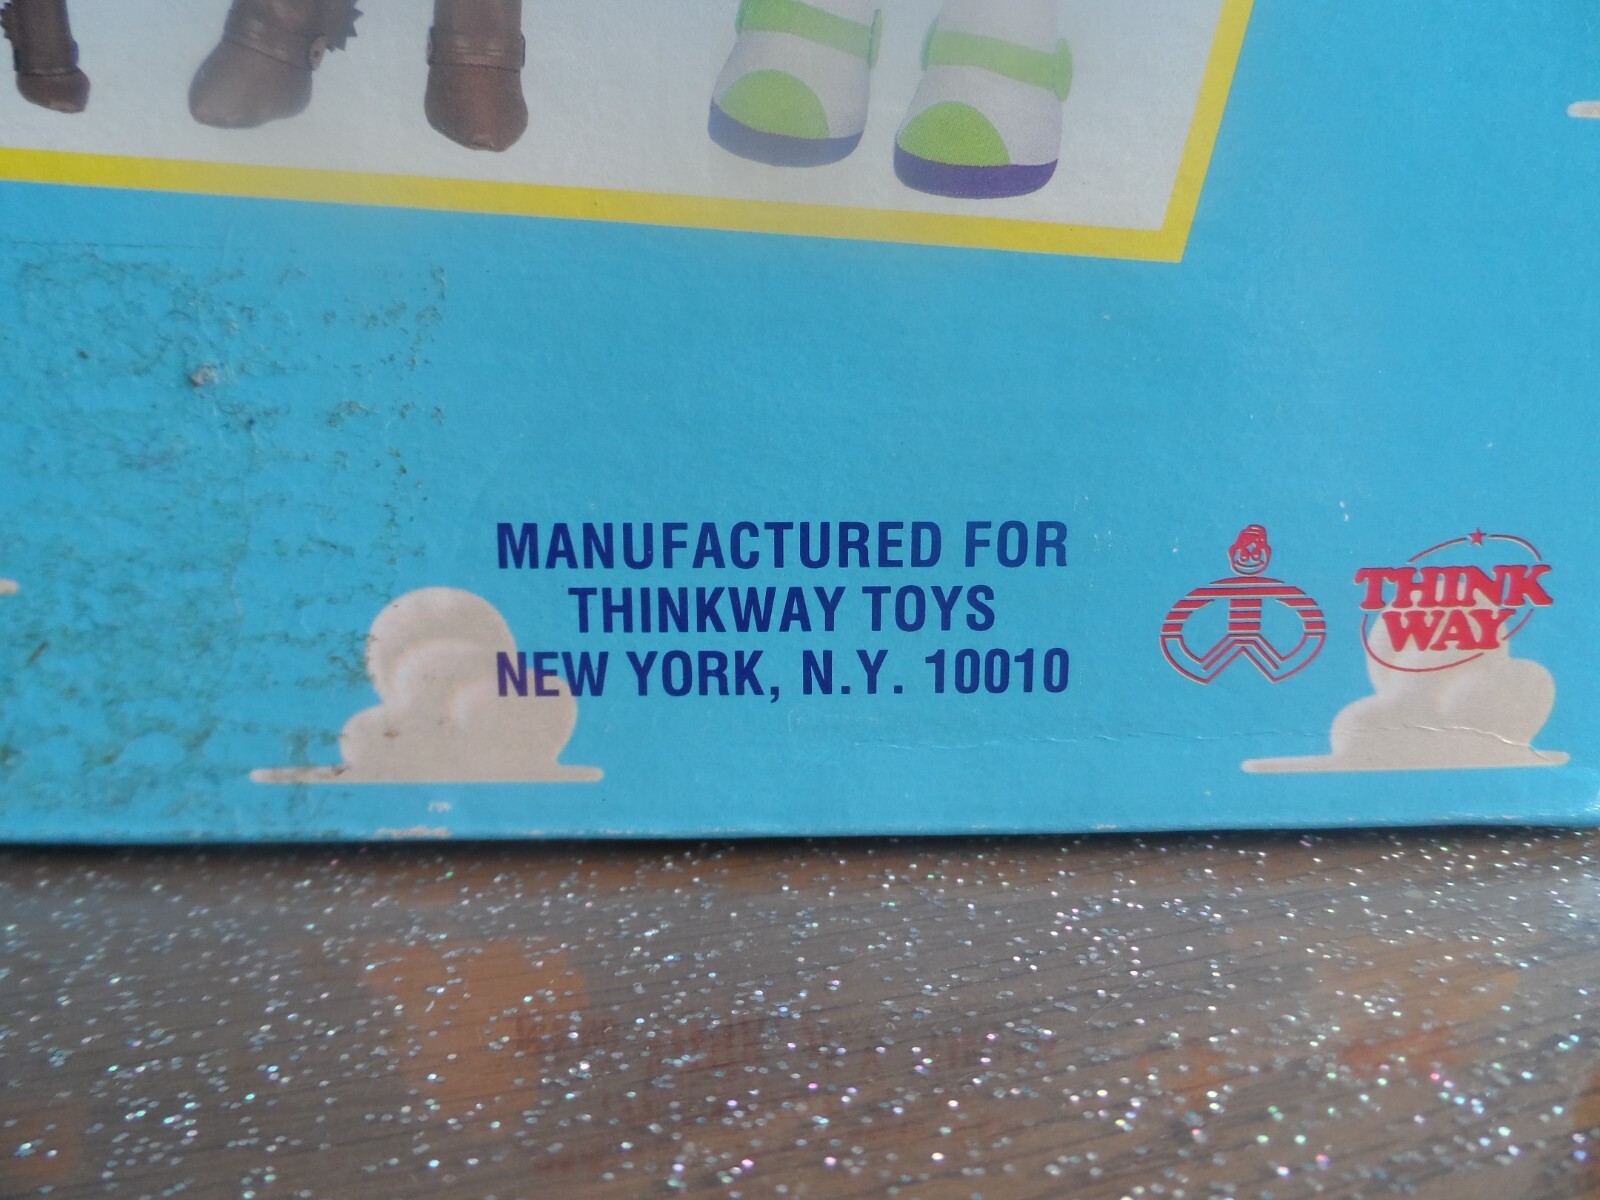 MANUFACTURED FOR
THINKWAY TOYS
NEW YORK, N.Y. 10010
THINK
WAY